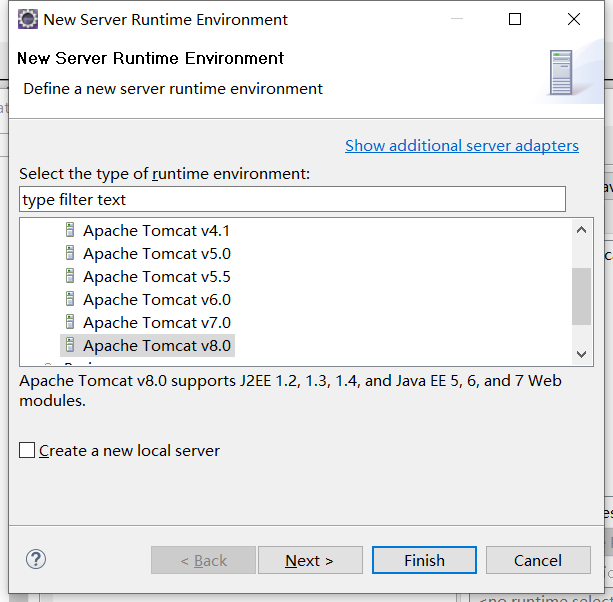 New Server Runtime Environment
New Server Runtime Environment
Define a new server runtime environment
Show additional server adapters
Select the type of runtime environment:
type filter text
Apache Tomcat v4.1
Apache Tomcat v5.0
Apache Tomcat v5.5
Apache Tomcat v6.0
Apache Tomcat v7.0
Apache Tomcat v8.0
Apache Tomcat v8.0 supports J2EE 1.2, 1.3, 1.4, and Java EE 5, 6, and 7 Web
modules.
Create a new local server
< Back
Next >
Finish
Cancel